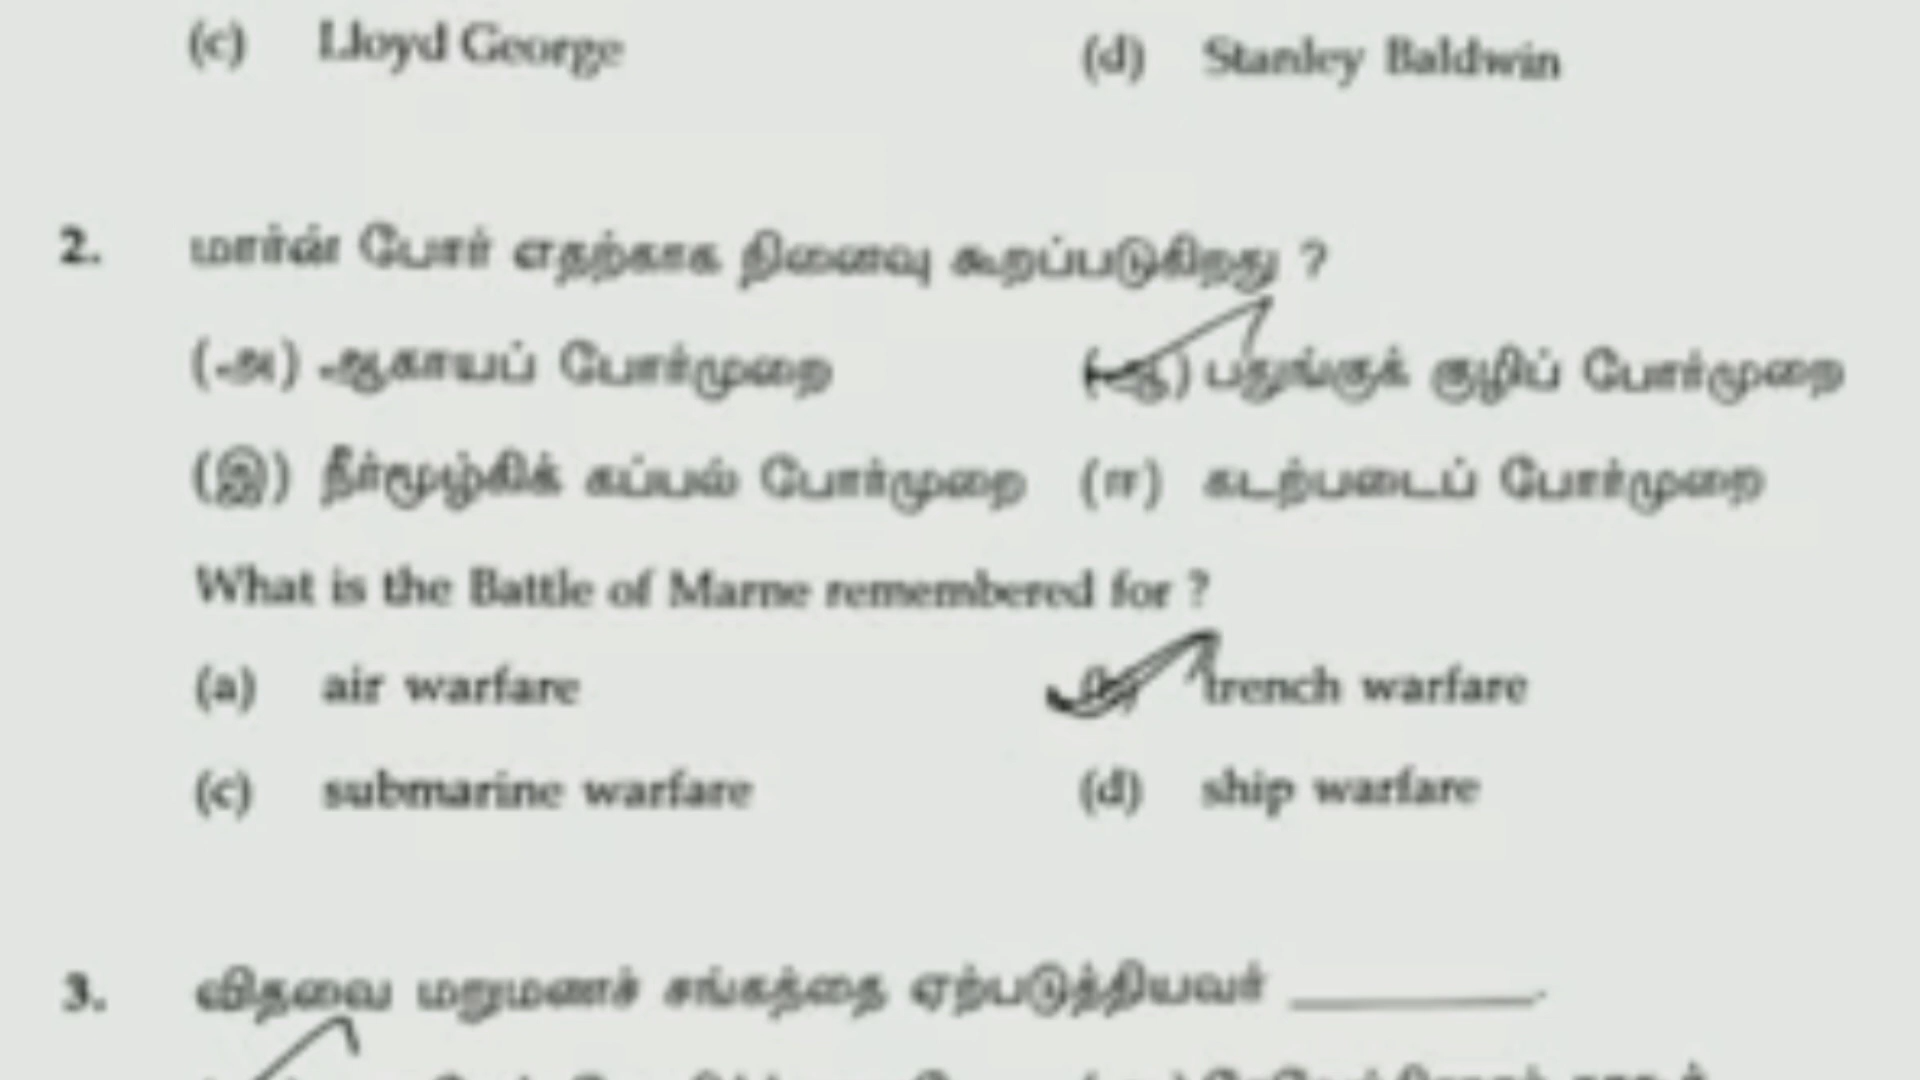 (c) Lloyd George (d) Stanley Baldwin
2. மார்ன் போர் எதற்காக நினைவு கூறப்படுகிறது ?
(அ) ஆகாயப் போர்முறை (ஆ) பதுங்குக் குழிப் போர்முறை
(இ) நீர்மூழ்கிக் கப்பல் போர்முறை (ஈ) கடற்படைப் போர்முறை
What is the Battle of Marne remembered for ?
(a) air warfare (b) trench warfare
(c) submarine warfare (d) ship warfare
3. விதவை மறுமணச் சங்கத்தை ஏற்படுத்தியவர் ________.